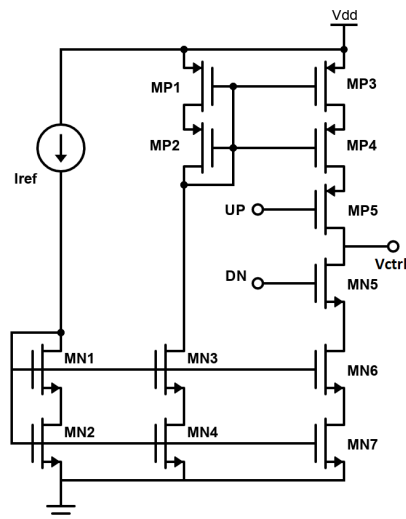 Vdd
MP1
MP3
MP2
MP4
Iref
UP
MP5
Vctrl
DN
MN5
MN1
MN3
MN6
MN2
MN4
MN7